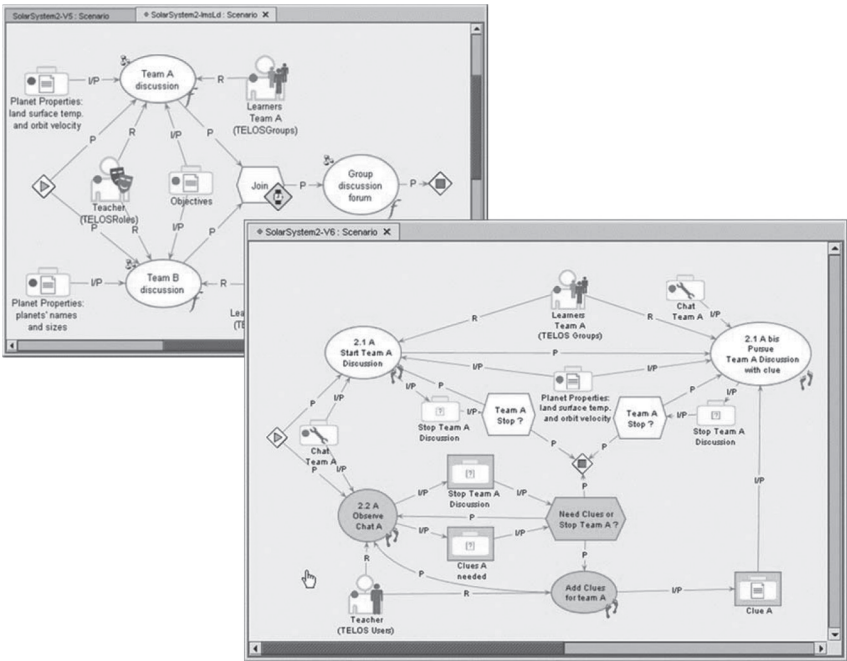 SolarSystem2-V5 : Scenario
SolarSystem2-ImsLd : Scenario
Team A
discussion
I/P
R
Planet Properties:
land surface temp.
and orbit velocity
Learners
Team A
(TELOSGroups)
P
R
I/P
P
Teacher
(TELOSRoles)
Objectives
Join
P
Group
discussion
forum
P
P
R
I/P
P
I/P
Team B
discussion
R
Planet Properties:
planets' names
and sizes
SolarSystem2-V6 : Scenario
Learners
Team A
(TELOS Groups)
Chat
Team A
I/P
R
R
2.1 A
Start Team A
Discussion
P
2.1 A bis
Pursue
Team A Discussion
with clue
I/P
I/P
P
I/P
P
I/P
I/P
P
I/P
I/P
Planet Properties:
land surface temp.
and orbit velocity
Team A
Stop ?
Team A
Stop ?
Stop Team A
Discussion
Stop Team A
Discussion
P
P
Chat
Team A
P
I/P
Stop Team A
Discussion
I/P
I/P
P
2.2 A
Observe
Chat A
P
Need Clues or
Stop Team A ?
I/P
I/P
I/P
Clues A
needed
P
R
P
Add Clues
for team A
I/P
R
Clue A
Teacher
(TELOS Users)